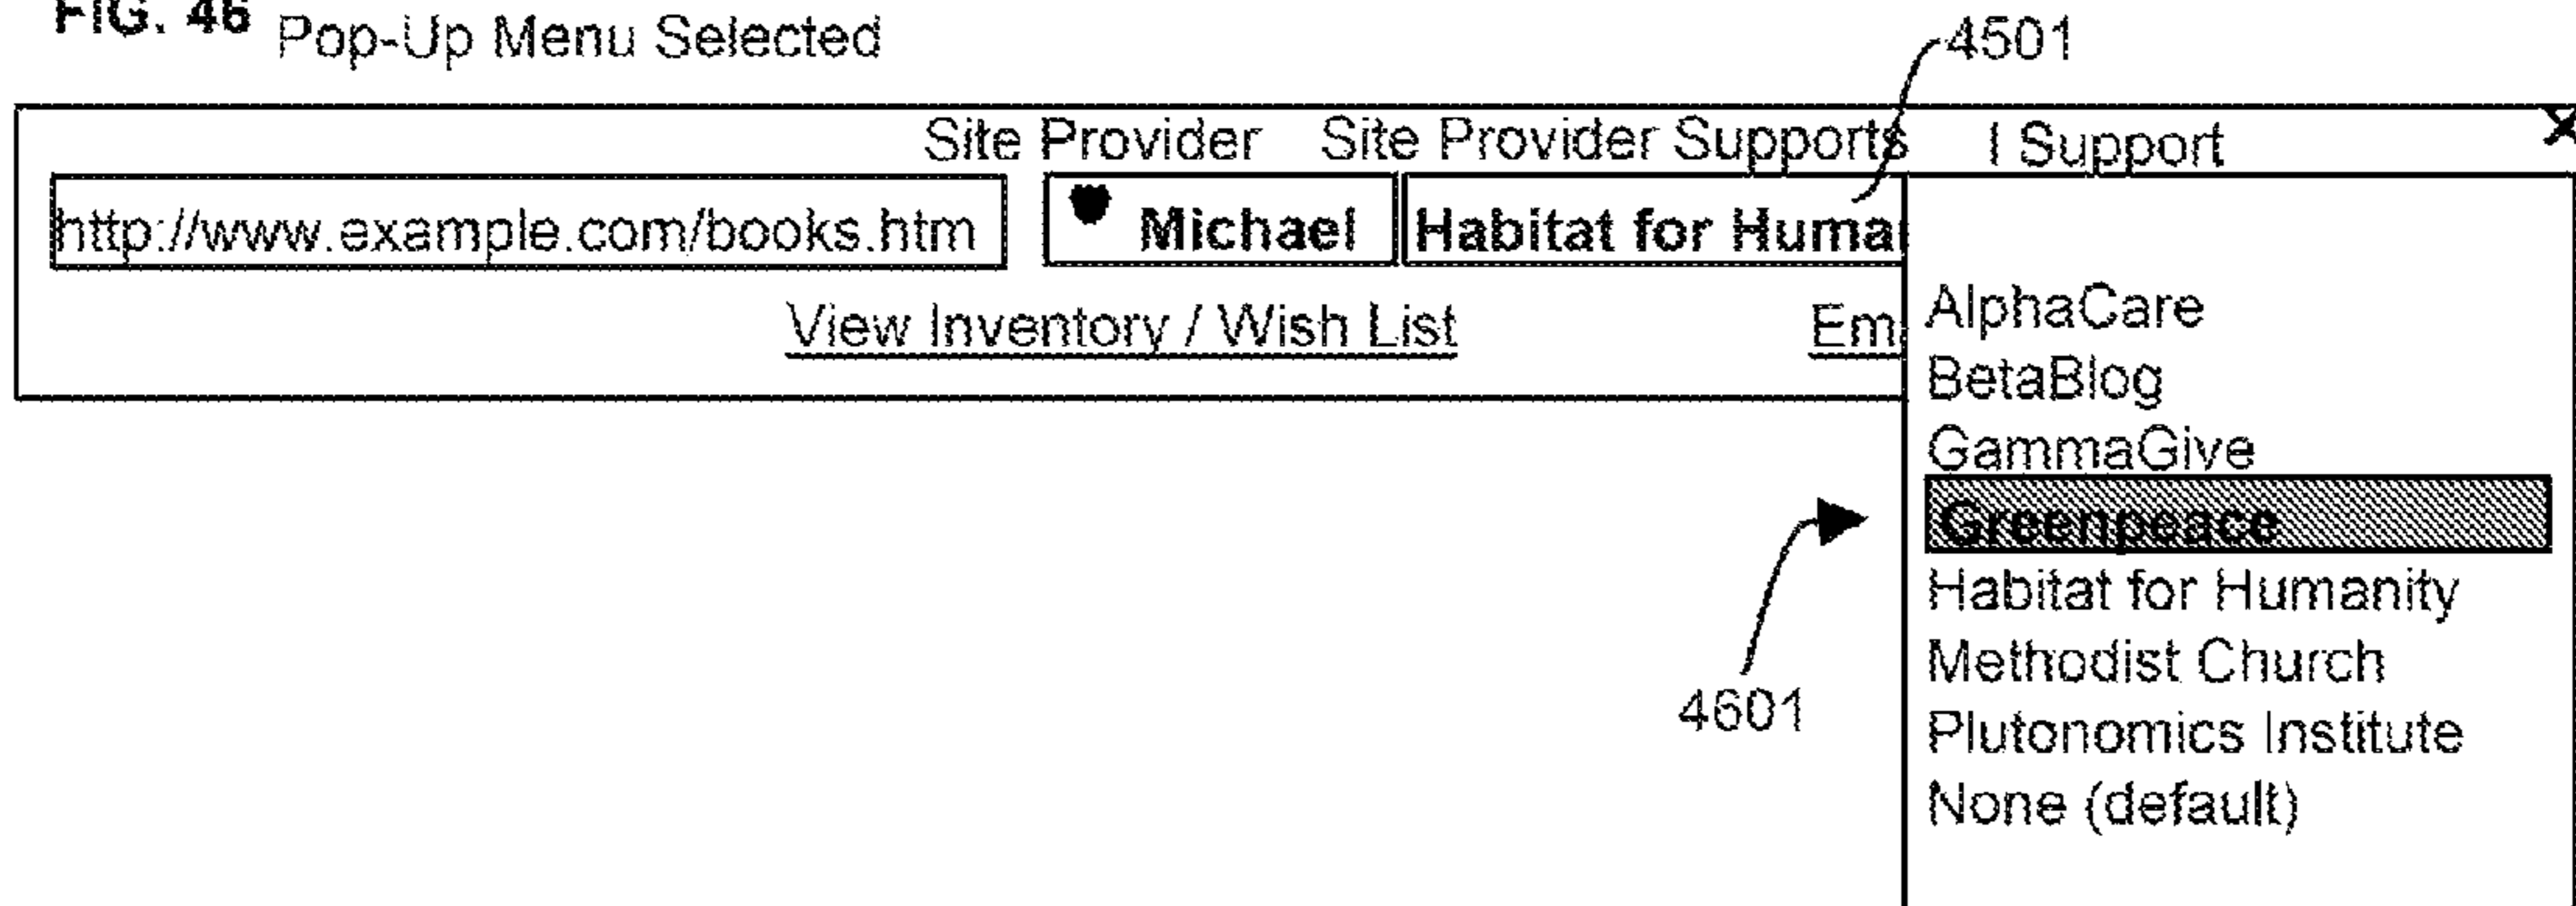 FIG. 46 Pop-Up Menu Selected
4501
Site Provider Site Provider Supports I Support
http://www.example.com/books.htm Michael Habitat for Huma
View Inventory / Wish List Em
AlphaCare
BetaBlog
GammaGive
Greenpeace
Habitat for Humanity
4601
Methodist Church
Plutonomics Institute
None (default)